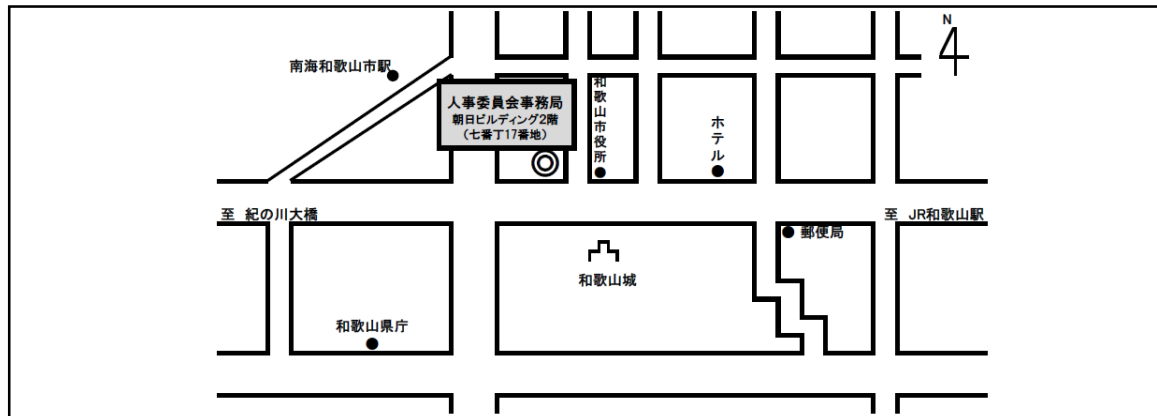 N
南海和歌山市駅
人事委員会事務局
朝日ビルディング2階
（七番丁17番地）
和歌山市役所
ホテル
至 紀の川大橋
至 JR和歌山駅
郵便局
和歌山城
和歌山県庁